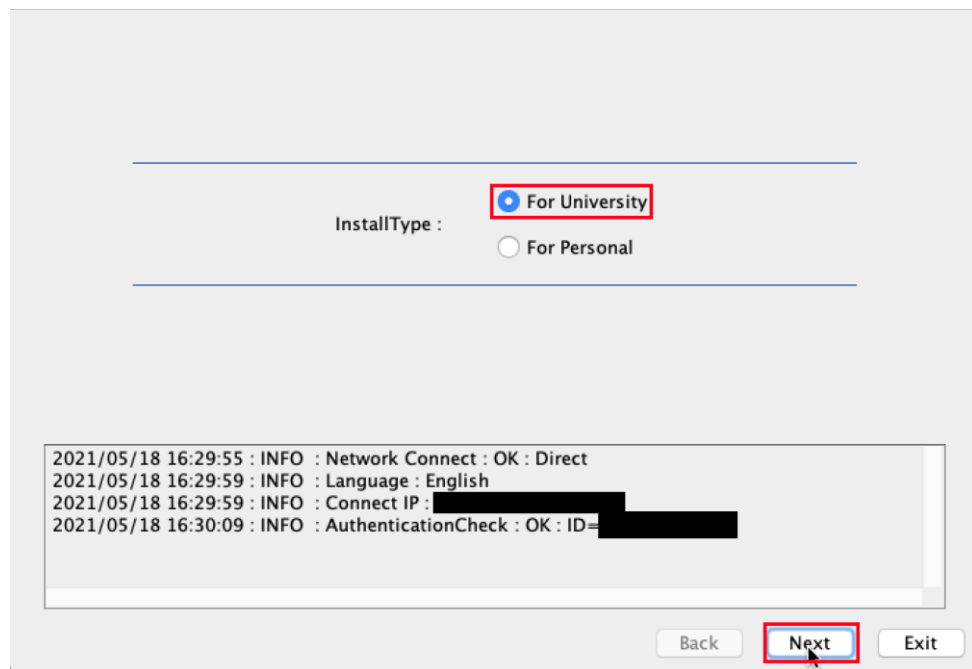 For University
InstallType :
For Personal
2021/05/18 16:29:55 : INFO : Network Connect : OK : Direct
2021/05/18 16:29:59 : INFO : Language : English
2021/05/18 16:29:59 : INFO : Connect IP :
2021/05/18 16:30:09 : INFO : AuthenticationCheck : OK : ID=
Back Next Exit